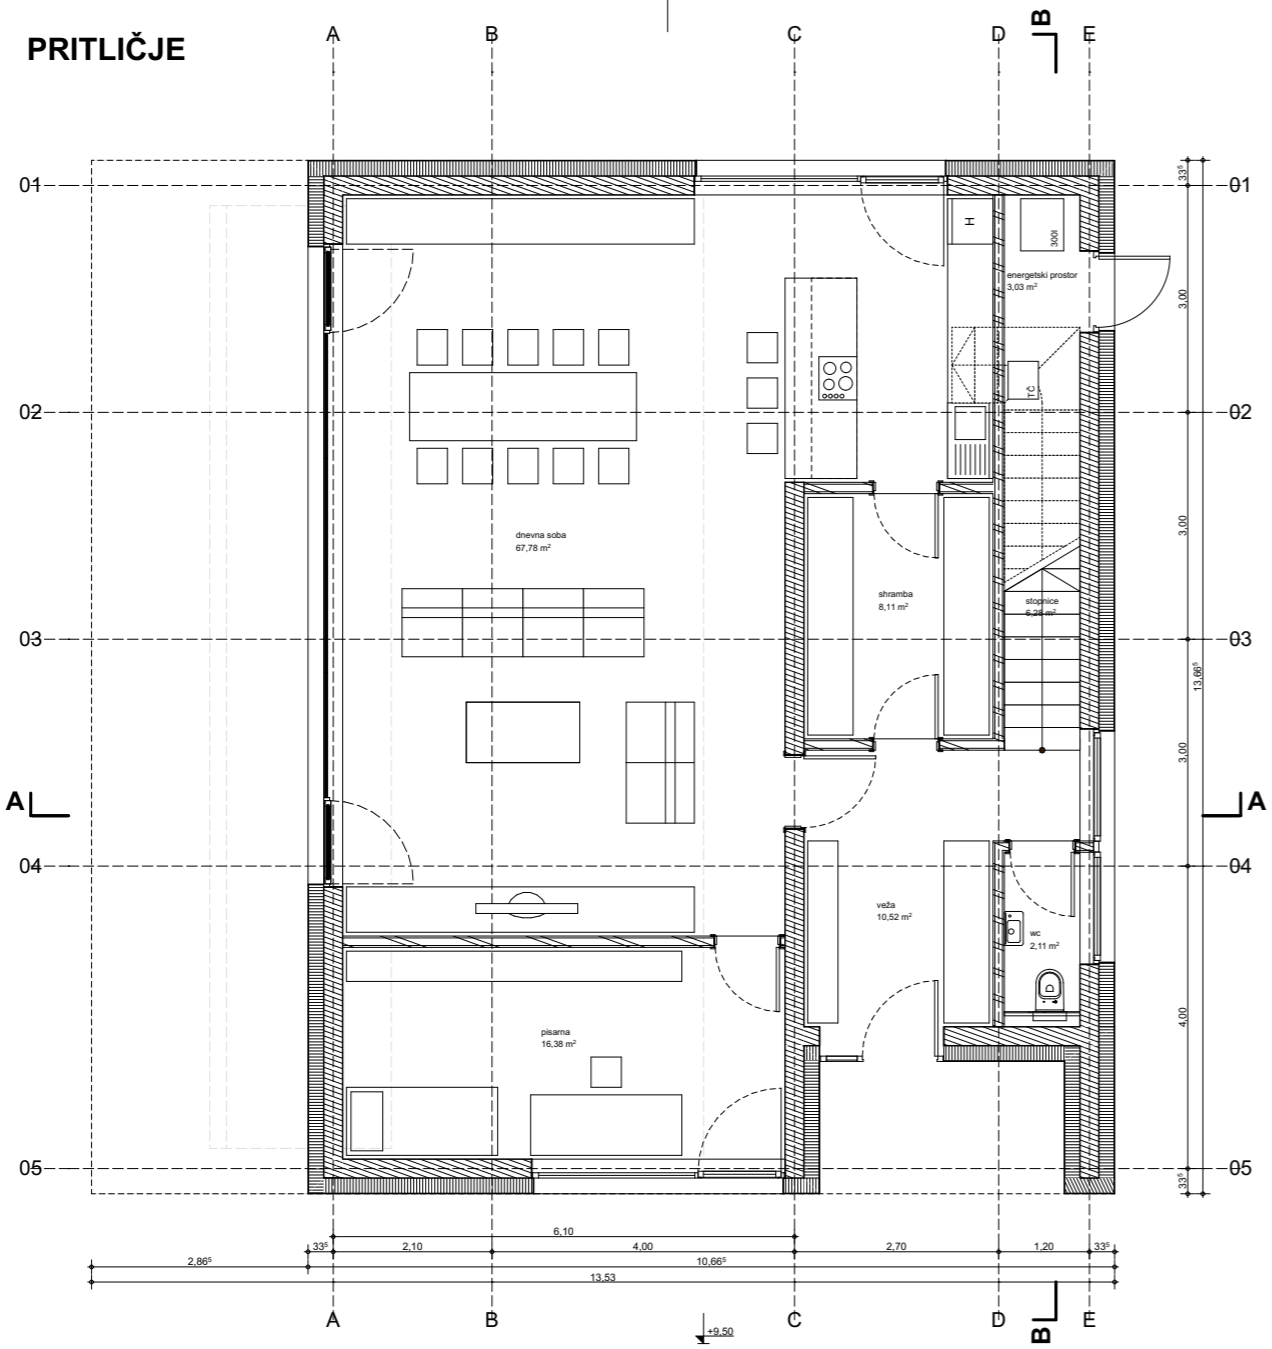 PRITLIČJE
A B C D B E
01 01
H
300l
energetski prostor
3,03 m²
TČ
02 02
dnevna soba
67,78 m²
shramba
8,11 m²
stopnice
6,28 m²
03 03
A A
04 04
veža
10,52 m²
wc
2,11 m²
D
pisarna
16,38 m²
05 05
33⁵
3,00
3,00
3,00
4,00
33⁵
13,66⁵
6,10
33⁵ 2,10 4,00 2,70 1,20 33⁵
2,86⁵ 10,66⁵
13,53
A B C D B E
+9,50